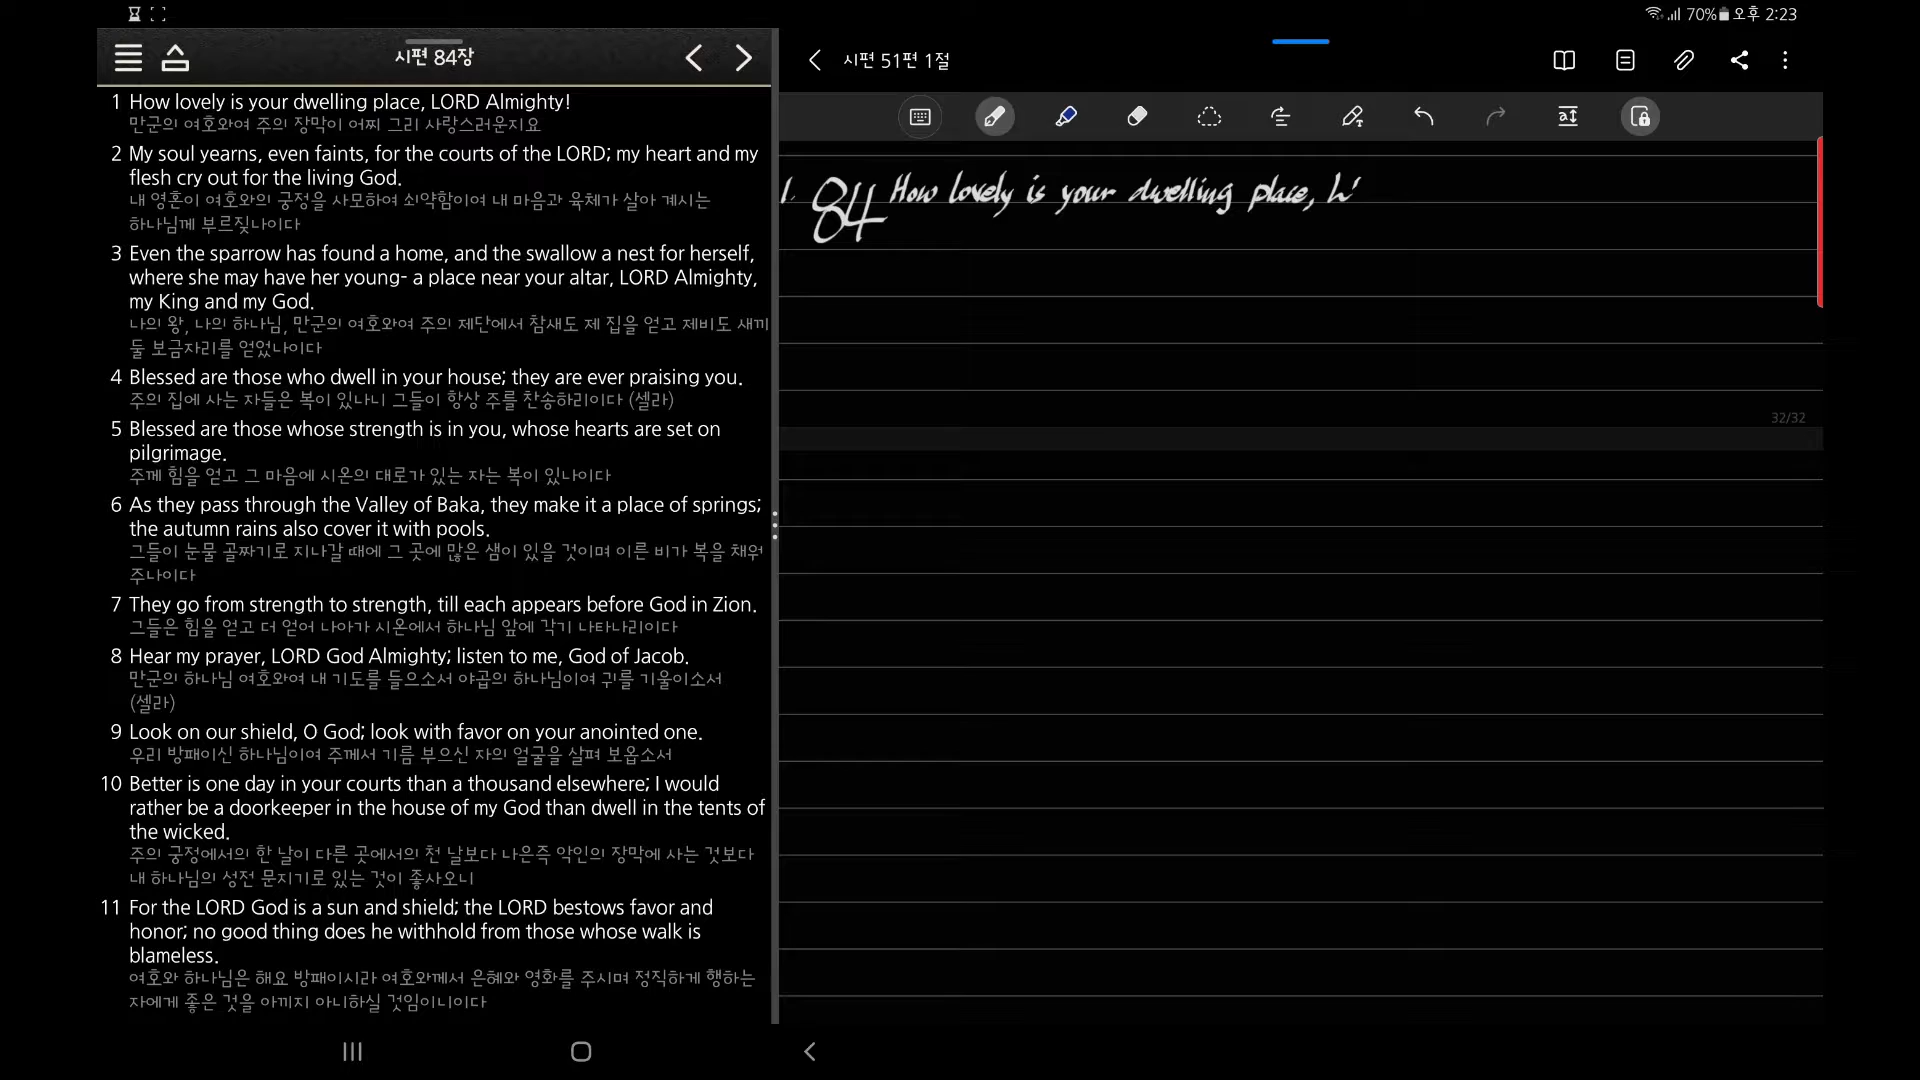 70% 오후 2:23
시편 84장
1 How lovely is your dwelling place, LORD Almighty!
만군의 여호와여 주의 장막이 어찌 그리 사랑스러운지요
2 My soul yearns, even faints, for the courts of the LORD; my heart and my
flesh cry out for the living God.
내 영혼이 여호와의 궁정을 사모하여 쇠약함이여 내 마음과 육체가 살아 계시는
하나님께 부르짖나이다
3 Even the sparrow has found a home, and the swallow a nest for herself,
where she may have her young- a place near your altar, LORD Almighty,
my King and my God.
나의 왕, 나의 하나님, 만군의 여호와여 주의 제단에서 참새도 제 집을 얻고 제비도 새끼
둘 보금자리를 얻었나이다
4 Blessed are those who dwell in your house; they are ever praising you.
주의 집에 사는 자들은 복이 있나니 그들이 항상 주를 찬송하리이다 (셀라)
5 Blessed are those whose strength is in you, whose hearts are set on
pilgrimage.
주께 힘을 얻고 그 마음에 시온의 대로가 있는 자는 복이 있나이다
6 As they pass through the Valley of Baka, they make it a place of springs;
the autumn rains also cover it with pools.
그들이 눈물 골짜기로 지나갈 때에 그 곳에 많은 샘이 있을 것이며 이른 비가 복을 채워
주나이다
7 They go from strength to strength, till each appears before God in Zion.
그들은 힘을 얻고 더 얻어 나아가 시온에서 하나님 앞에 각기 나타나리이다
8 Hear my prayer, LORD God Almighty; listen to me, God of Jacob.
만군의 하나님 여호와여 내 기도를 들으소서 야곱의 하나님이여 귀를 기울이소서
(셀라)
9 Look on our shield, O God; look with favor on your anointed one.
우리 방패이신 하나님이여 주께서 기름 부으신 자의 얼굴을 살펴 보옵소서
10 Better is one day in your courts than a thousand elsewhere; I would
rather be a doorkeeper in the house of my God than dwell in the tents of
the wicked.
주의 궁정에서의 한 날이 다른 곳에서의 천 날보다 나은즉 악인의 장막에 사는 것보다
내 하나님의 성전 문지기로 있는 것이 좋사오니
11 For the LORD God is a sun and shield; the LORD bestows favor and
honor; no good thing does he withhold from those whose walk is
blameless.
여호와 하나님은 해요 방패이시라 여호와께서 은혜와 영화를 주시며 정직하게 행하는
자에게 좋은 것을 아끼지 아니하실 것임이니이다
시편 51편 1절
1. 84 How lovely is your dwelling place,
32/32